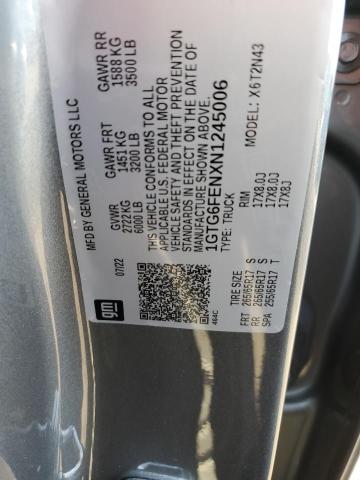 MFD BY GENERAL MOTORS LLC
07/22
GVWR
2722 KG
6000 LB
GAWR FRT
1451 KG
3200 LB
GAWR RR
1588 KG
3500 LB
THIS VEHICLE CONFORMS TO ALL
APPLICABLE U.S. FEDERAL MOTOR
VEHICLE SAFETY AND THEFT PREVENTION
STANDARDS IN EFFECT ON THE DATE OF
MANUFACTURE SHOWN ABOVE.
1GTG6FENXN1245006
TYPE: TRUCK
MODEL: X6T2N43
gm
464C
TIRE SIZE
RIM
FRT 265/65R17 S 17X8.0J
RR 265/65R17 S 17X8.0J
SPA 255/65R17 T 17X8J